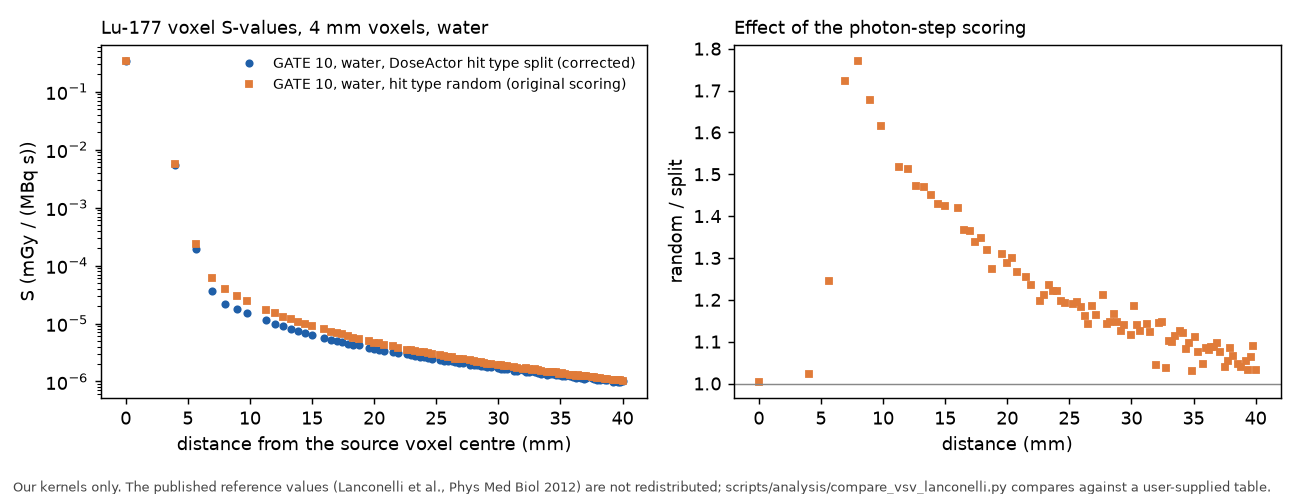 Lu-177 voxel S-values, 4 mm voxels, water
GATE 10, water, DoseActor hit type split (corrected)
GATE 10, water, hit type random (original scoring)
S (mGy / (MBq s))
10⁻¹
10⁻²
10⁻³
10⁻⁴
10⁻⁵
10⁻⁶
0 5 10 15 20 25 30 35 40
distance from the source voxel centre (mm)
Effect of the photon-step scoring
random / split
1.8
1.7
1.6
1.5
1.4
1.3
1.2
1.1
1.0
0 5 10 15 20 25 30 35 40
distance (mm)
Our kernels only. The published reference values (Lanconelli et al., Phys Med Biol 2012) are not redistributed; scripts/analysis/compare_vsv_lanconelli.py compares against a user-supplied table.